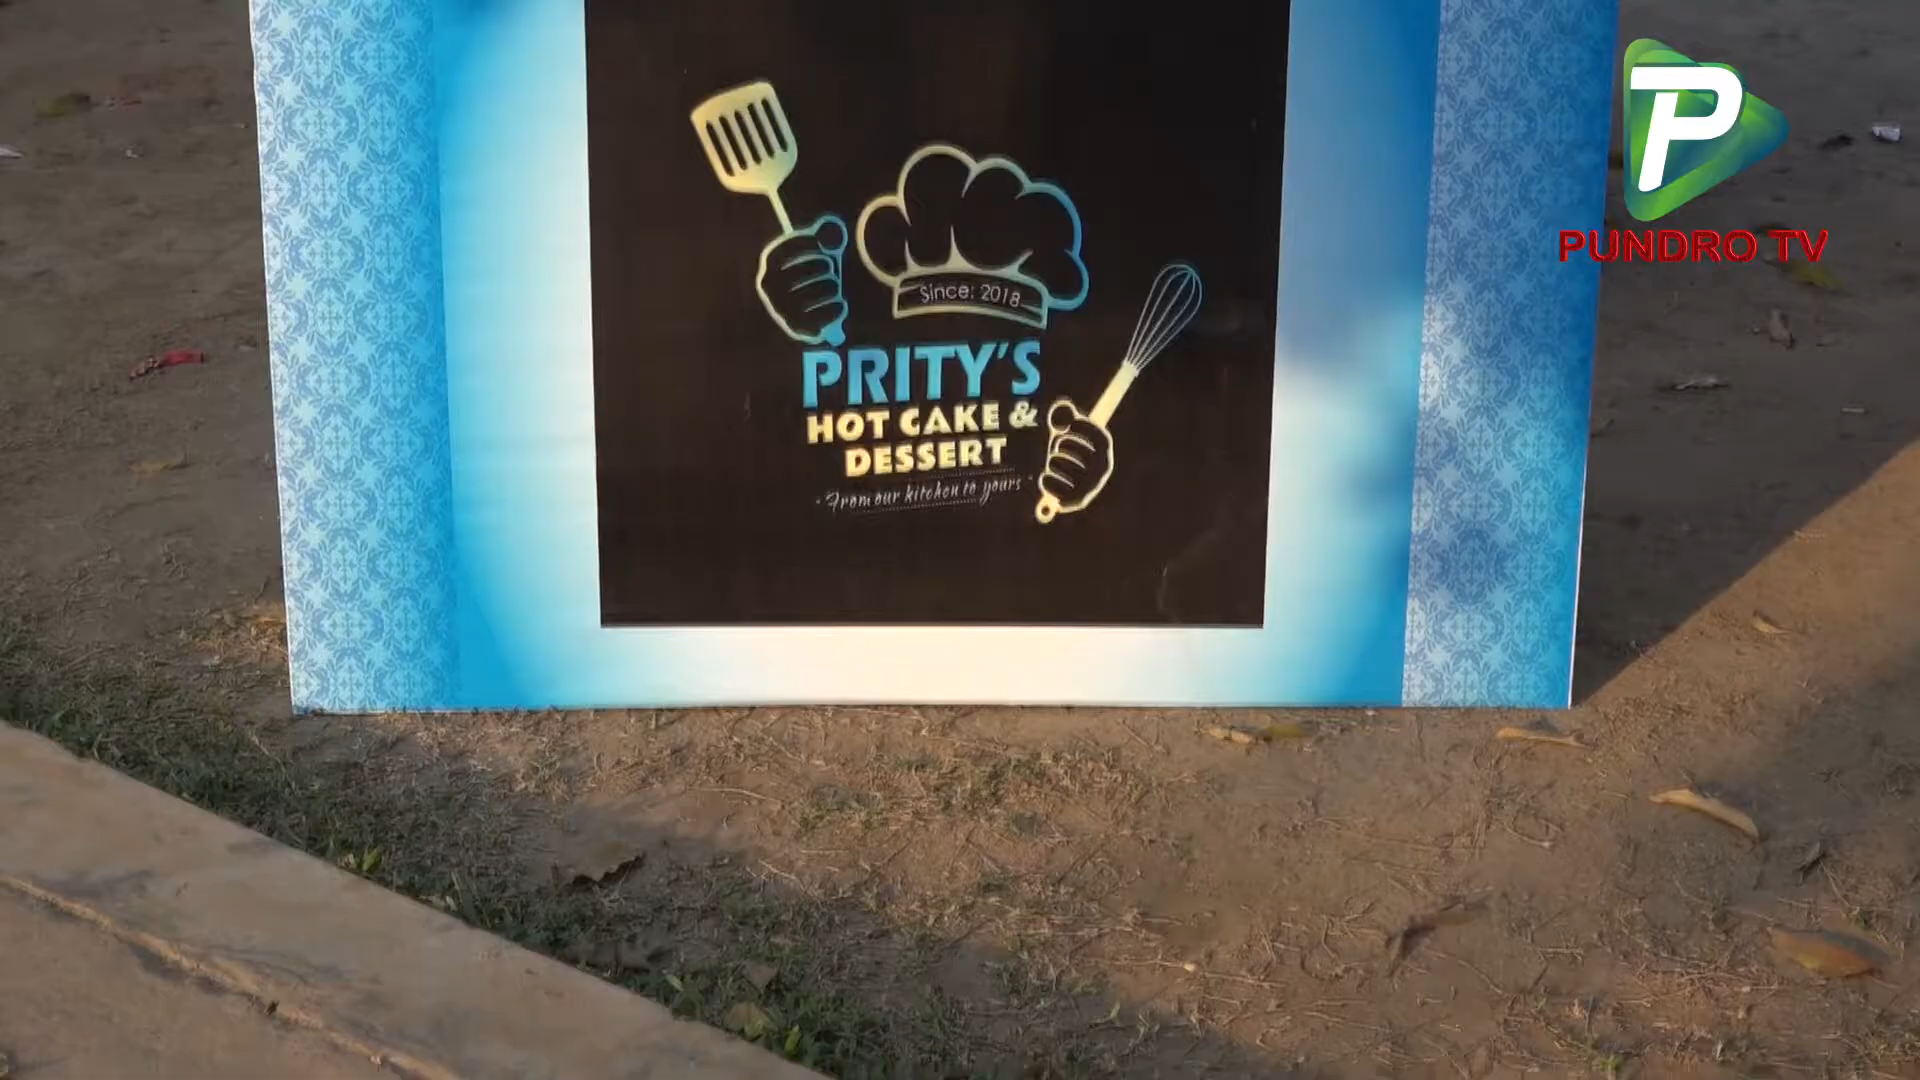 Since: 2018
PRITY'S
HOT CAKE &
DESSERT
"From our kitchen to yours"
P
PUNDRO TV